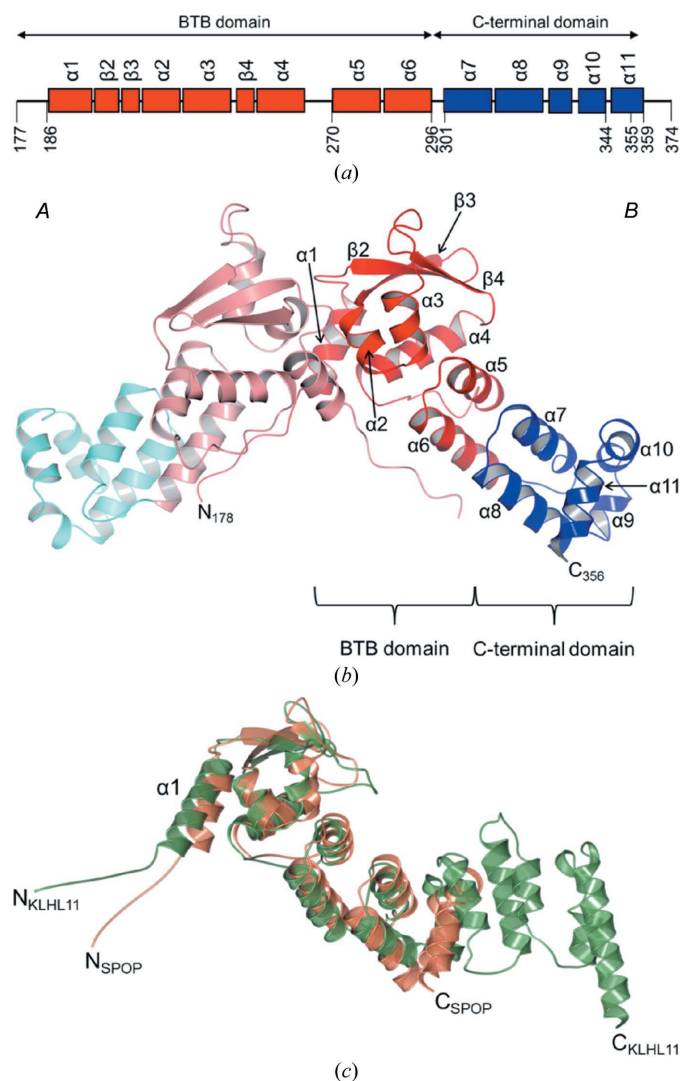 BTB domain C-terminal domain
α1 β2 β3 α2 α3 β4 α4 α5 α6 α7 α8 α9 α10 α11
177 186 270 296 301 344 355 359 374
(a)
A B
β3
β2
α1 β4
α3
α4
α5
α2 α7
α6 α10
α11
α8 α9
N178
C356
BTB domain C-terminal domain
(b)
α1
NKLHL11
NSPOP
CSPOP
CKLHL11
(c)